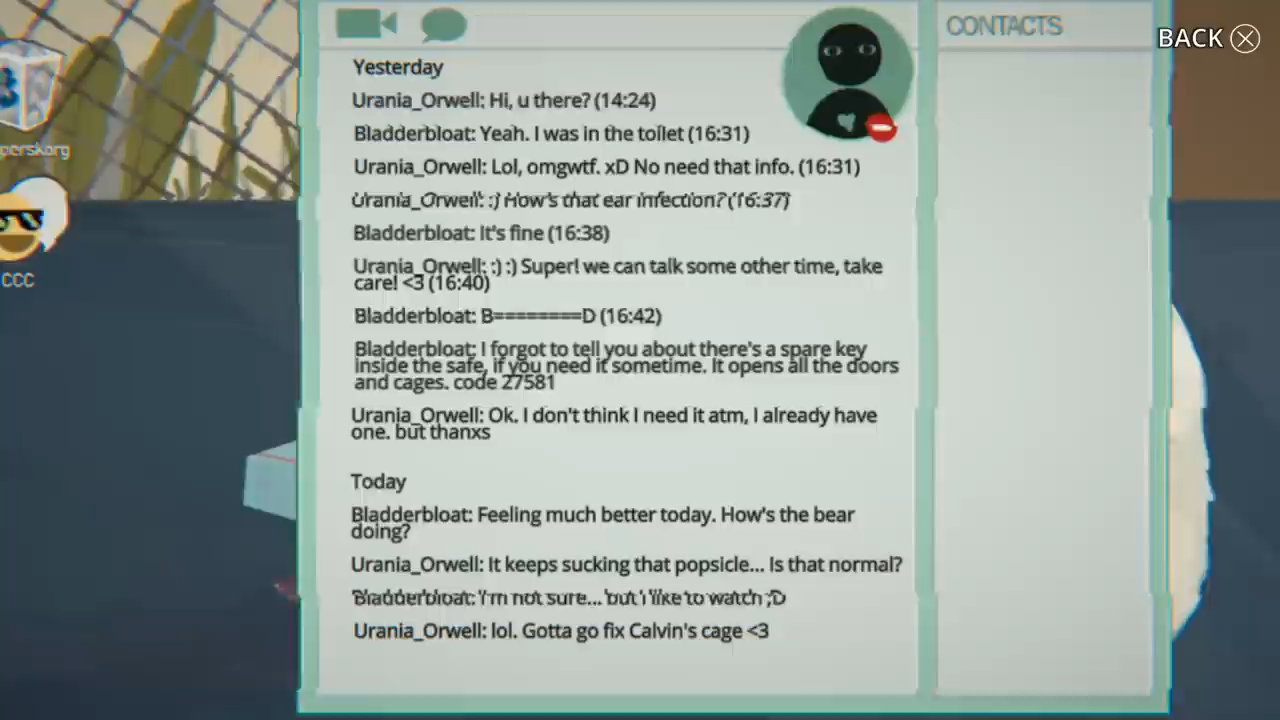 BACK
CONTACTS
Yesterday
Urania_Orwell: Hi, u there? (14:24)
Bladderbloat: Yeah. I was in the toilet (16:31)
Urania_Orwell: Lol, omgwtf. xD No need that info. (16:31)
Urania_Orwell: :) How's that ear infection? (16:37)
Bladderbloat: It's fine (16:38)
Urania_Orwell: :) :) Super! we can talk some other time, take
care! <3 (16:40)
Bladderbloat: B========D (16:42)
Bladderbloat: I forgot to tell you about there's a spare key
inside the safe, if you need it sometime. It opens all the doors
and cages. code 27581
Urania_Orwell: Ok. I don't think I need it atm, I already have
one. but thanxs
Today
Bladderbloat: Feeling much better today. How's the bear
doing?
Urania_Orwell: It keeps sucking that popsicle... Is that normal?
Bladderbloat: I'm not sure... but i like to watch ;D
Urania_Orwell: lol. Gotta go fix Calvin's cage <3
perskarg
CCC